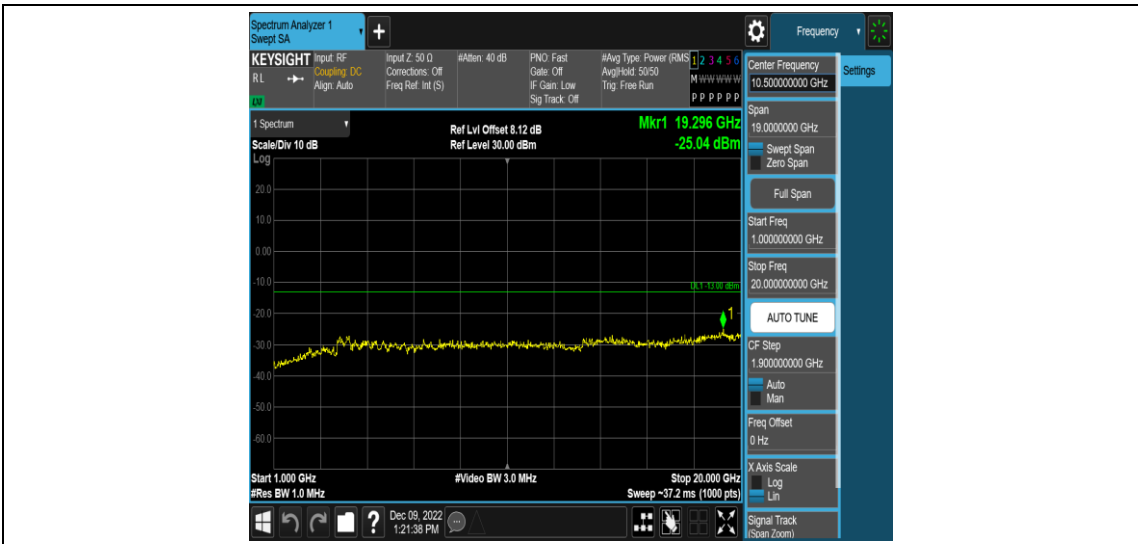 Spectrum Analyzer 1
Swept SA
+
Frequency
KEYSIGHT
RL
LNI
Input: RF
Coupling: DC
Align: Auto
Input Z: 50 Ω
Corrections: Off
Freq Ref: Int (S)
#Atten: 40 dB
PNO: Fast
Gate: Off
IF Gain: Low
Sig Track: Off
#Avg Type: Power (RMS
Avg|Hold: 50/50
Trig: Free Run
1 2 3 4 5 6
M W W W W W
P P P P P P
1 Spectrum
Scale/Div 10 dB
Log
Ref Lvl Offset 8.12 dB
Ref Level 30.00 dBm
Mkr1 19.296 GHz
-25.04 dBm
20.0
10.0
0.00
-10.0
DL1 -13.00 dBm
-20.0
1
-30.0
-40.0
-50.0
-60.0
Start 1.000 GHz
#Res BW 1.0 MHz
#Video BW 3.0 MHz
Stop 20.000 GHz
Sweep ~37.2 ms (1000 pts)
?
Dec 09, 2022
1:21:38 PM
Center Frequency
10.500000000 GHz
Settings
Span
19.0000000 GHz
Swept Span
Zero Span
Full Span
Start Freq
1.000000000 GHz
Stop Freq
20.000000000 GHz
AUTO TUNE
CF Step
1.900000000 GHz
Auto
Man
Freq Offset
0 Hz
X Axis Scale
Log
Lin
Signal Track
(Span Zoom)